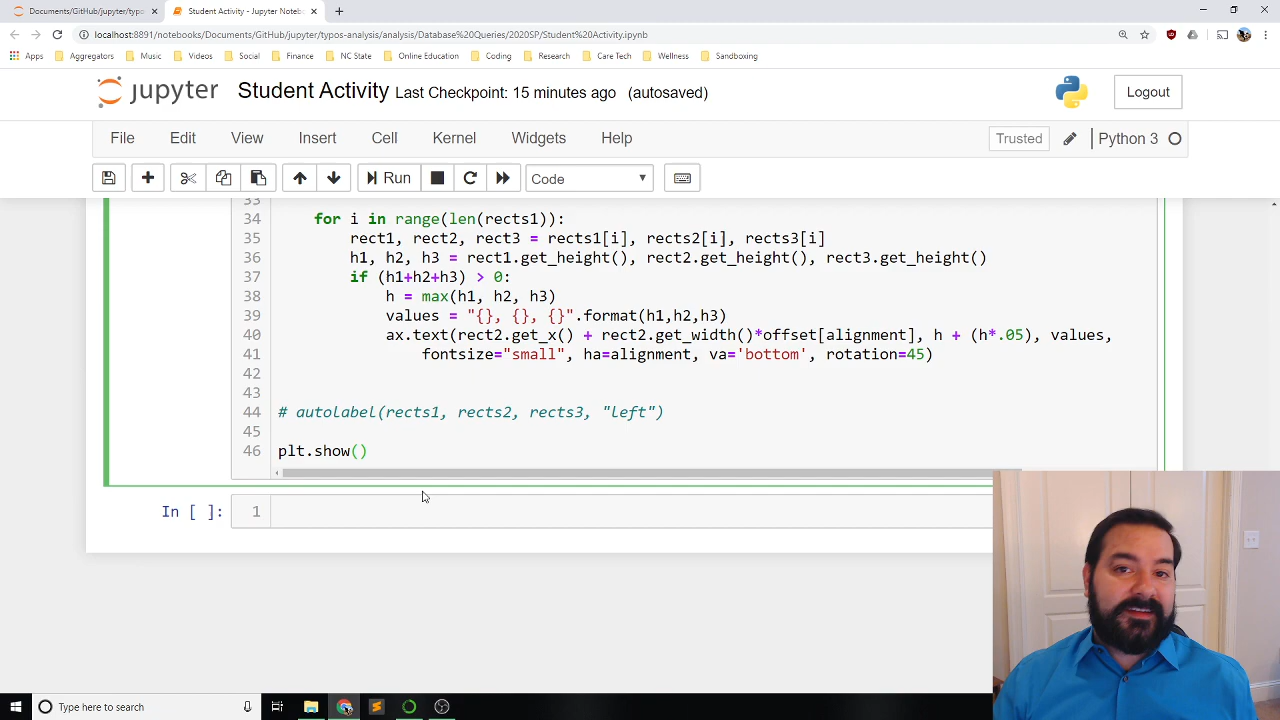 Documents/GitHub/jupyter/typo
Student Activity - Jupyter Noteb
localhost:8891/notebooks/Documents/GitHub/jupyter/typos-analysis/analysis/Database%20Queries/2020SP/Student%20Activity.ipynb
Apps Aggregators Music Videos Social Finance NC State Online Education Coding Research Care Tech Wellness Sandboxing
jupyter Student Activity Last Checkpoint: 15 minutes ago (autosaved) Logout
File Edit View Insert Cell Kernel Widgets Help Trusted Python 3
Run Code
33
34 for i in range(len(rects1)):
35 rect1, rect2, rect3 = rects1[i], rects2[i], rects3[i]
36 h1, h2, h3 = rect1.get_height(), rect2.get_height(), rect3.get_height()
37 if (h1+h2+h3) > 0:
38 h = max(h1, h2, h3)
39 values = "{}, {}, {}".format(h1,h2,h3)
40 ax.text(rect2.get_x() + rect2.get_width()*offset[alignment], h + (h*.05), values,
41 fontsize="small", ha=alignment, va='bottom', rotation=45)
42
43
44 # autolabel(rects1, rects2, rects3, "left")
45
46 plt.show()
In [ ]: 1
Type here to search